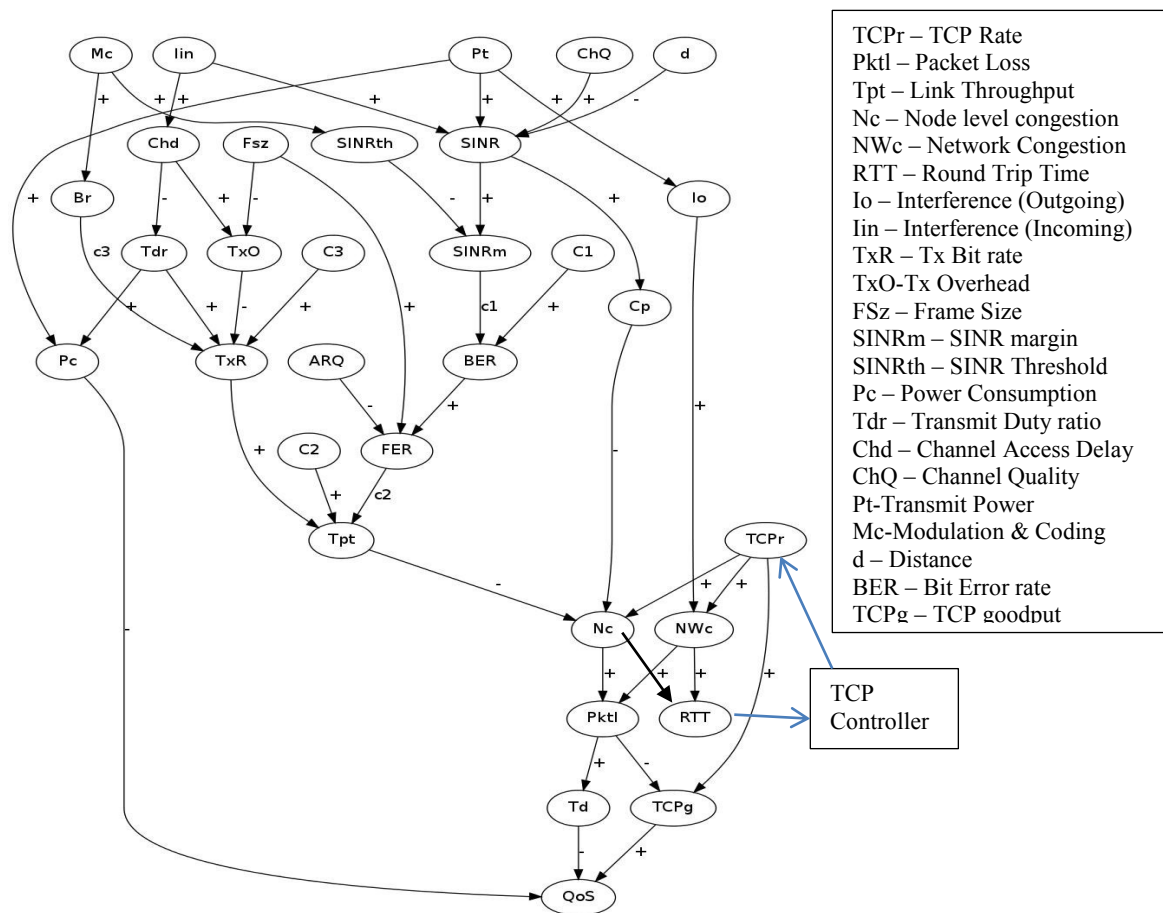 Mc
Iin
Pt
ChQ
d
+
+
+
+
+
+
+
+
-
Chd
Fsz
SINRth
SINR
+
-
+
-
-
+
+
Br
Io
c3
Tdr
TxO
C3
SINRm
C1
+
+
-
+
+
c1
+
Cp
Pc
TxR
ARQ
BER
+
-
+
+
C2
FER
-
+
c2
Tpt
TCPr
-
+
+
Nc
NWc
-
+
+
+
+
Pktl
RTT
+
-
Td
TCPg
-
+
QoS
TCPr – TCP Rate
Pktl – Packet Loss
Tpt – Link Throughput
Nc – Node level congestion
NWc – Network Congestion
RTT – Round Trip Time
Io – Interference (Outgoing)
Iin – Interference (Incoming)
TxR – Tx Bit rate
TxO-Tx Overhead
FSz – Frame Size
SINRm – SINR margin
SINRth – SINR Threshold
Pc – Power Consumption
Tdr – Transmit Duty ratio
Chd – Channel Access Delay
ChQ – Channel Quality
Pt-Transmit Power
Mc-Modulation & Coding
d – Distance
BER – Bit Error rate
TCPg – TCP goodput
TCP
Controller